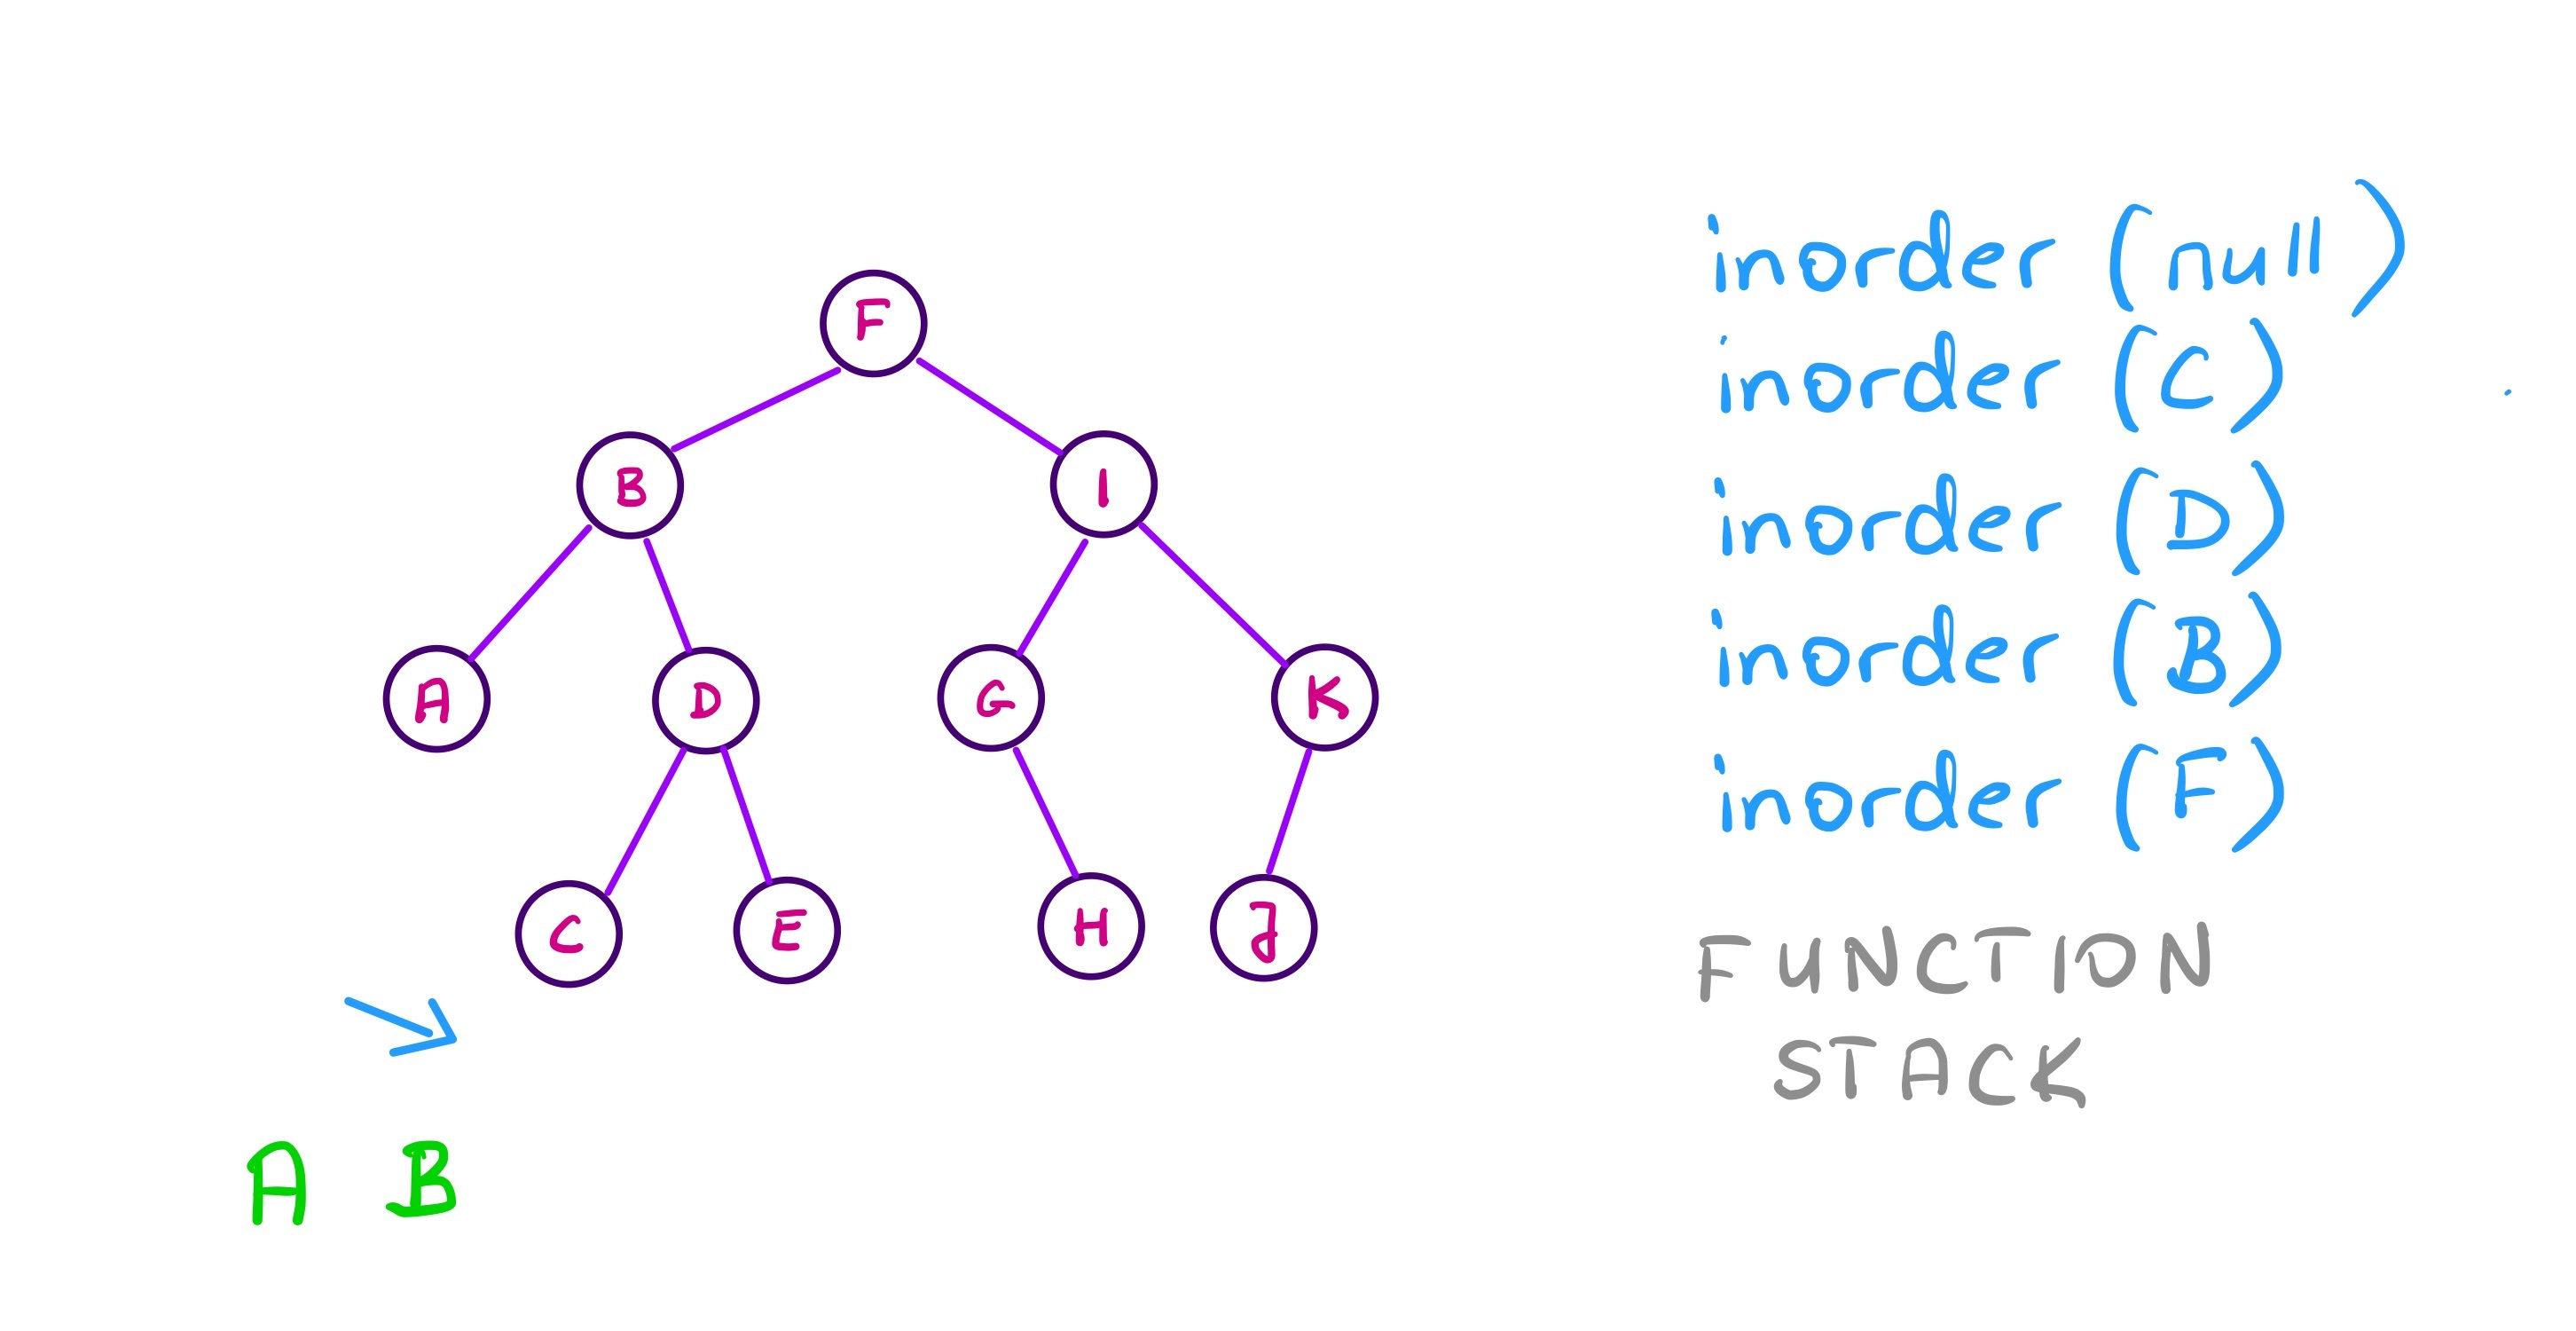 F
B I
A D G K
C E H J
A B
inorder (null)
inorder (C)
inorder (D)
inorder (B)
inorder (F)
FUNCTION
STACK